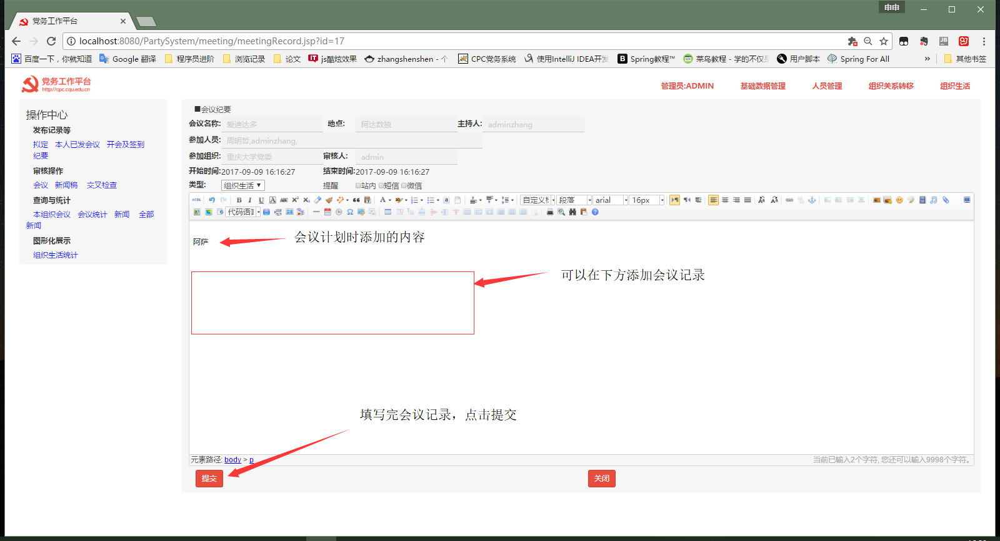 申申
党务工作平台
localhost:8080/PartySystem/meeting/meetingRecord.jsp?id=17
百度一下，你就知道 Google 翻译 程序员进阶 浏览记录 论文 js酷炫效果 zhangshenshen - 个 CPC党务系统 使用IntelliJ IDEA开发 Spring教程™ 菜鸟教程 - 学的不仅是 用户脚本 Spring For All » 其他书签
党务工作平台
http://cpc.cqu.edu.cn
管理员:ADMIN 基础数据管理 人员管理 组织关系转移 组织生活
操作中心
发布记录等
拟定 本人已发会议 开会及签到
纪要
审核操作
会议 新闻稿 交叉检查
查询与统计
本组织会议 会议统计 新闻 全部
新闻
图形化展示
组织生活统计
■会议纪要
会议名称: 爱迪达多 地点: 阿达数独 主持人: adminzhang
参加人员: 周明哲,adminzhang,
参加组织: 重庆大学党委 审核人: admin
开始时间:2017-09-09 16:16:27 结束时间:2017-09-09 16:16:27
类型: 组织生活 提醒 站内 短信 微信
HTML 自定义标 段落 arial 16px
代码语言
阿萨
会议计划时添加的内容
可以在下方添加会议记录
填写完会议记录，点击提交
元素路径: body > p
当前已输入2个字符, 您还可以输入9998个字符。
提交 关闭